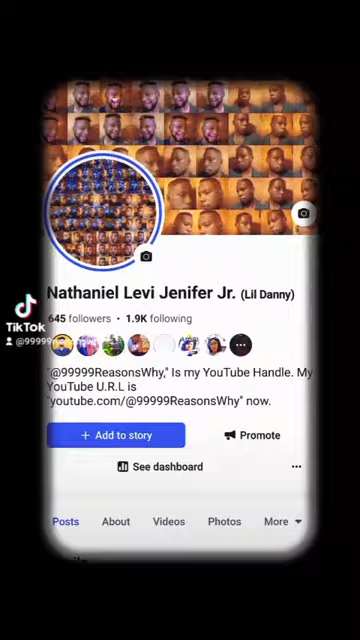 Nathaniel Levi Jenifer Jr. (Lil Danny)
645 followers • 1.9K following
TikTok
"@99999ReasonsWhy," Is my YouTube Handle. My
YouTube U.R.L is
"youtube.com/@99999ReasonsWhy" now.
+ Add to story
Promote
See dashboard
Posts
About
Videos
Photos
More